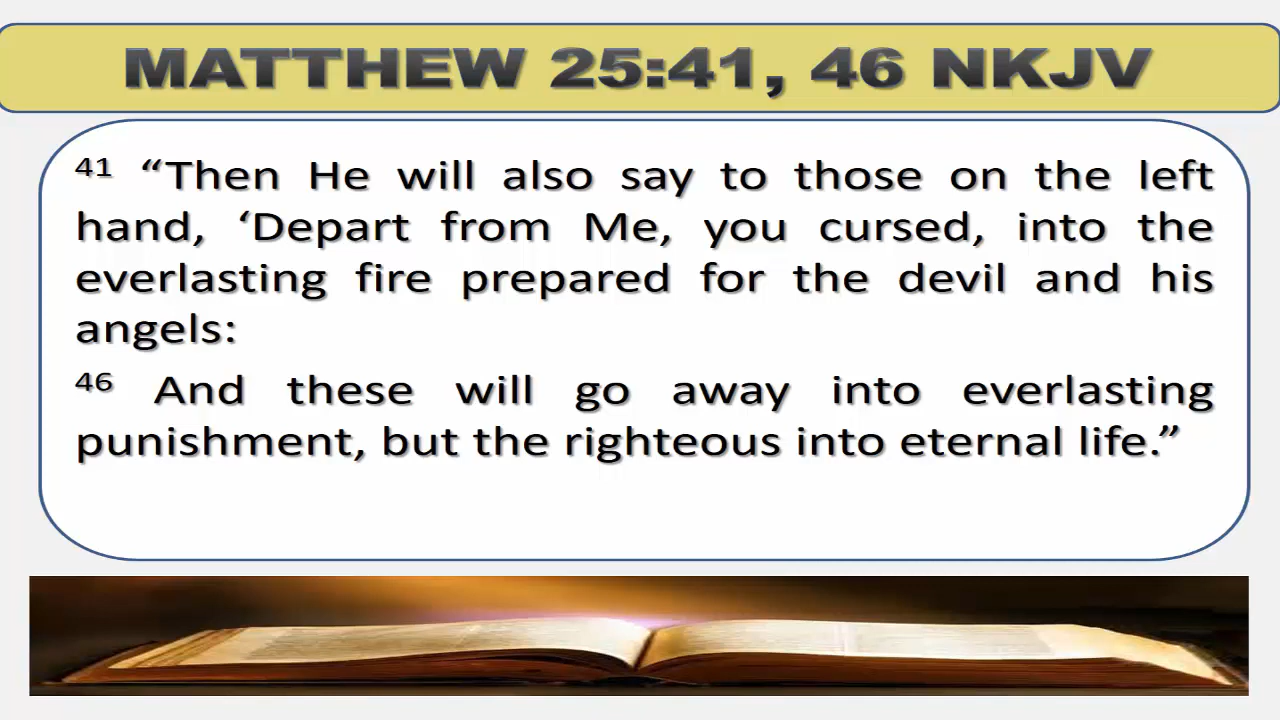 MATTHEW 25:41, 46 NKJV
41 “Then He will also say to those on the left
hand, ‘Depart from Me, you cursed, into the
everlasting fire prepared for the devil and his
angels:
46 And these will go away into everlasting
punishment, but the righteous into eternal life.”